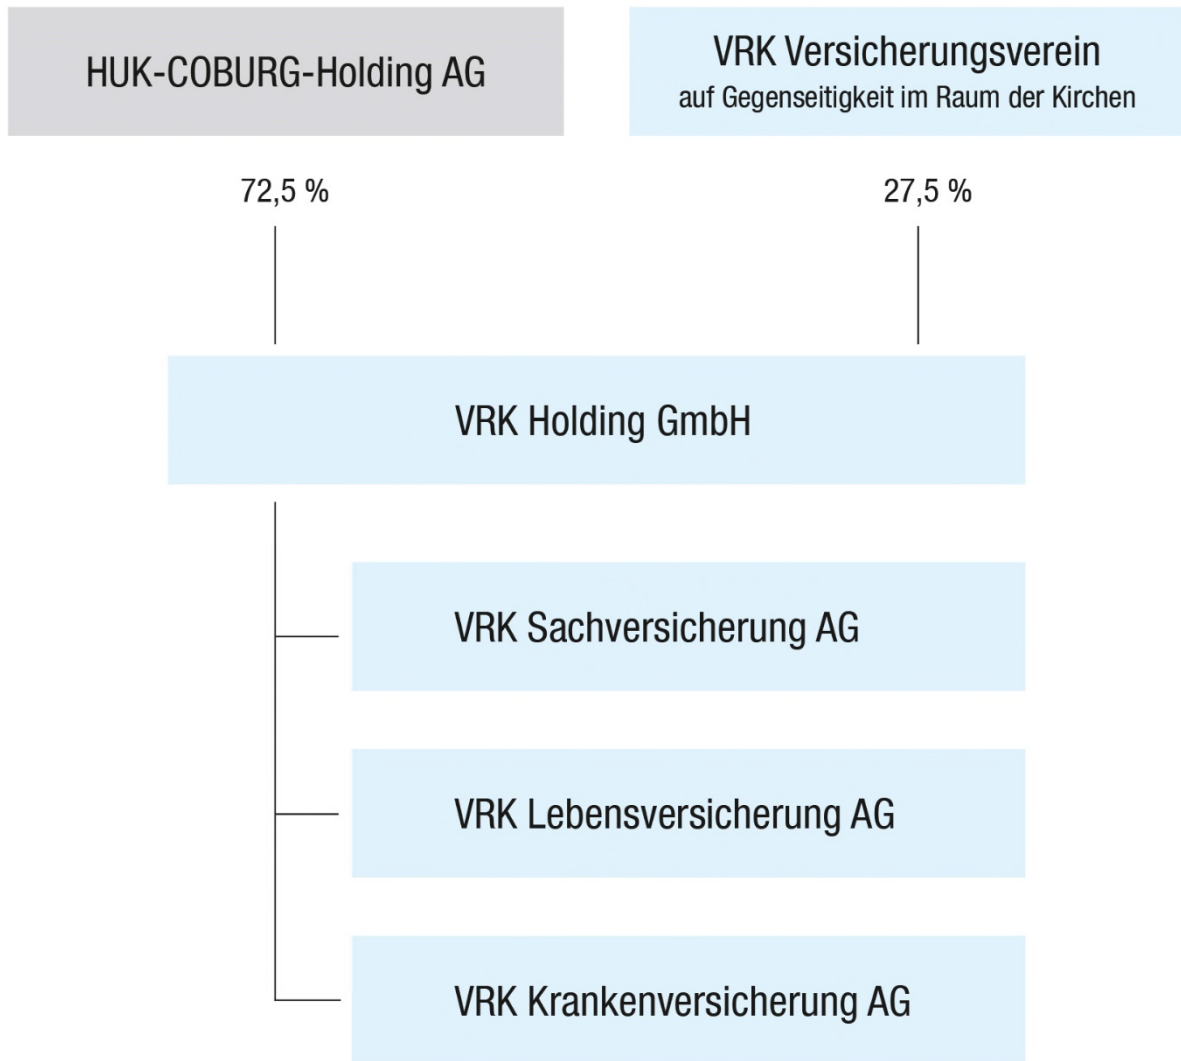 HUK-COBURG-Holding AG
VRK Versicherungsverein
auf Gegenseitigkeit im Raum der Kirchen
72,5 %
27,5 %
VRK Holding GmbH
VRK Sachversicherung AG
VRK Lebensversicherung AG
VRK Krankenversicherung AG